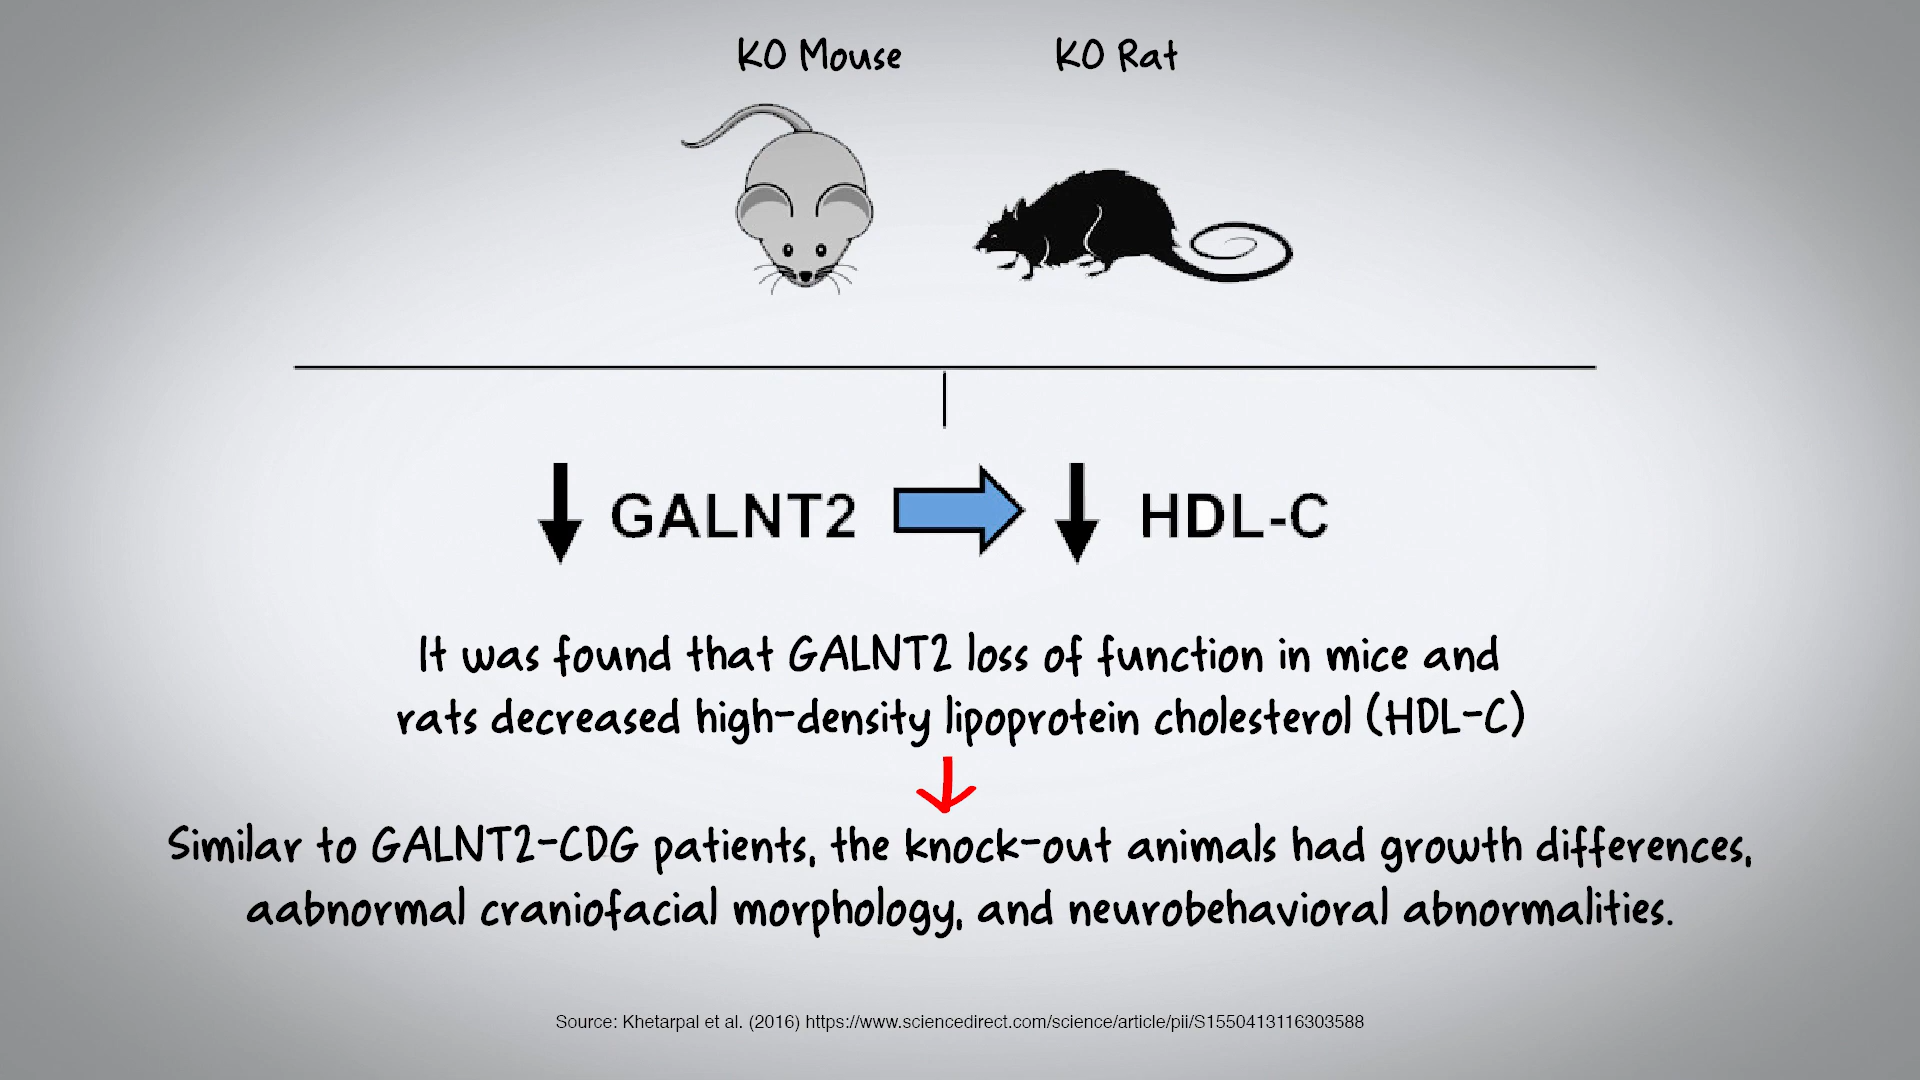 KO Mouse KO Rat
GALNT2 HDL-C
It was found that GALNT2 loss of function in mice and
rats decreased high-density lipoprotein cholesterol (HDL-C)
Similar to GALNT2-CDG patients, the knock-out animals had growth differences,
aabnormal craniofacial morphology, and neurobehavioral abnormalities.
Source: Khetarpal et al. (2016) https://www.sciencedirect.com/science/article/pii/S1550413116303588